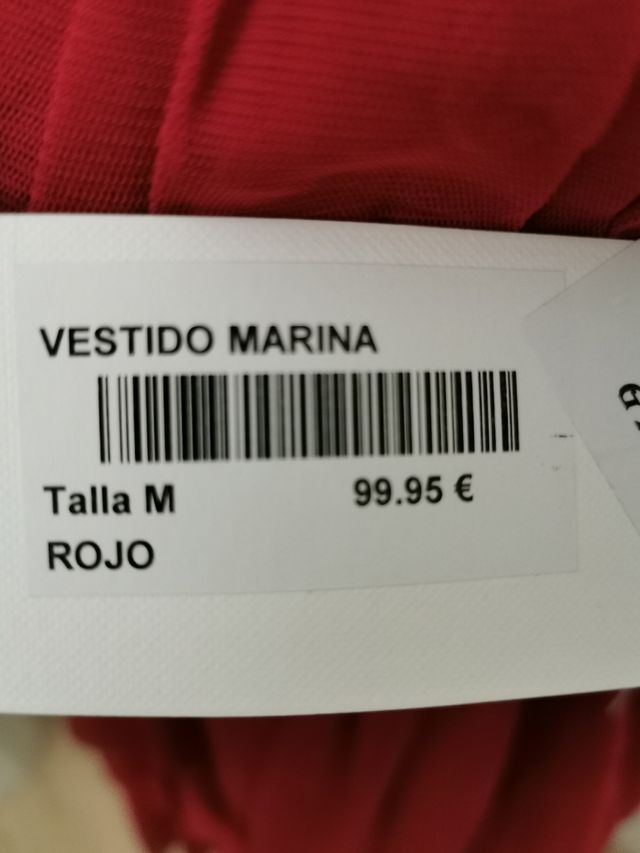 VESTIDO MARINA
Talla M
99.95 €
ROJO